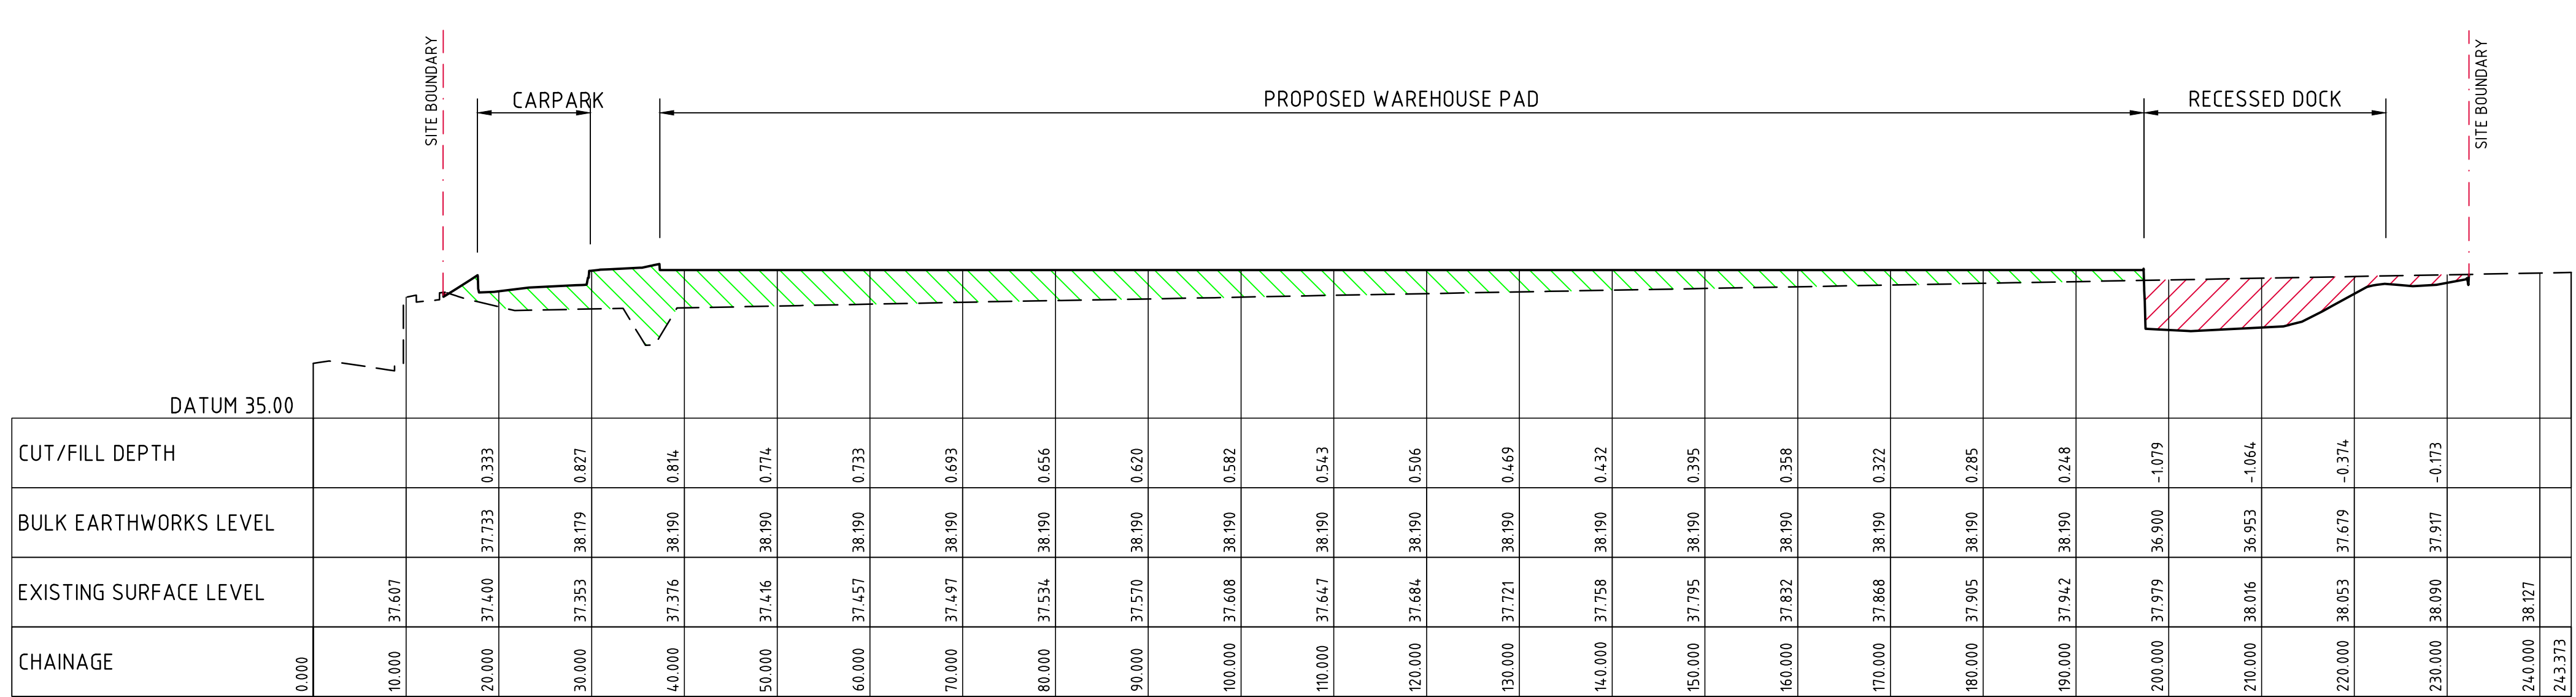 SITE BOUNDARY
CARPARK
PROPOSED WAREHOUSE PAD
RECESSED DOCK
SITE BOUNDARY
DATUM 35.00
CUT/FILL DEPTH 0.333 0.827 0.814 0.774 0.733 0.693 0.656 0.620 0.582 0.543 0.506 0.469 0.432 0.395 0.358 0.322 0.285 0.248 -1.079 -1.064 -0.374 -0.173
BULK EARTHWORKS LEVEL 37.733 38.179 38.190 38.190 38.190 38.190 38.190 38.190 38.190 38.190 38.190 38.190 38.190 38.190 38.190 38.190 38.190 38.190 36.900 36.953 37.679 37.917
EXISTING SURFACE LEVEL 37.607 37.400 37.353 37.376 37.416 37.457 37.497 37.534 37.570 37.608 37.647 37.684 37.721 37.758 37.795 37.832 37.868 37.905 37.942 37.979 38.016 38.053 38.090 38.127
CHAINAGE 0.000 10.000 20.000 30.000 40.000 50.000 60.000 70.000 80.000 90.000 100.000 110.000 120.000 130.000 140.000 150.000 160.000 170.000 180.000 190.000 200.000 210.000 220.000 230.000 240.000 243.373